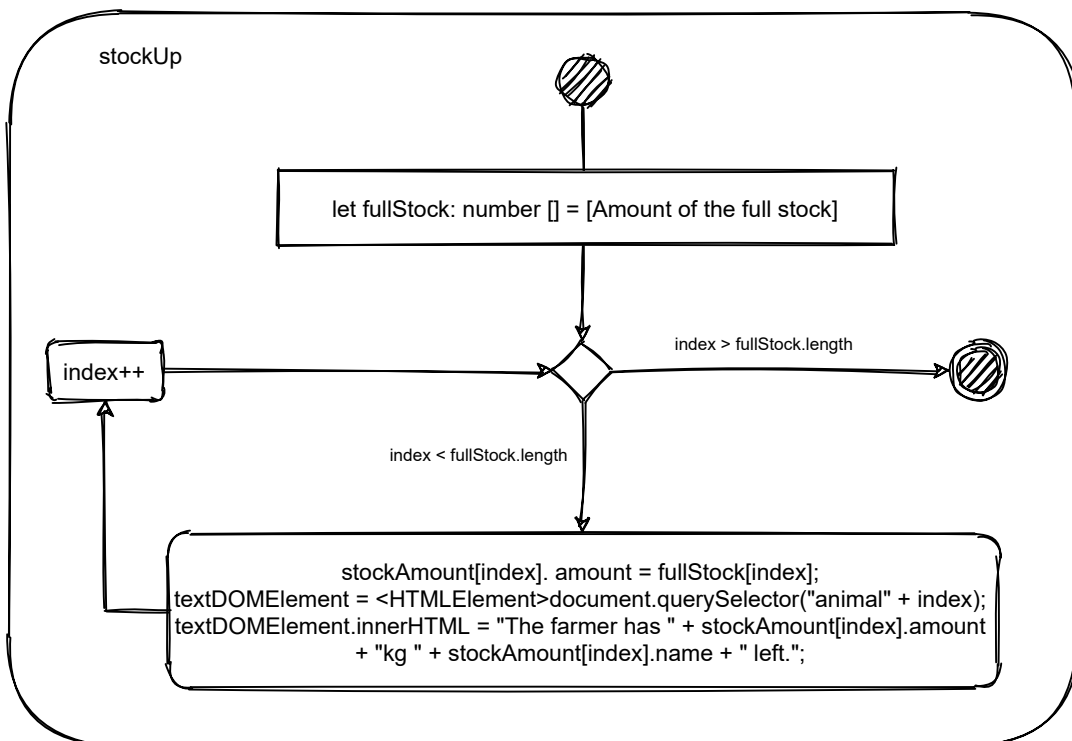 stockUp
let fullStock: number [] = [Amount of the full stock]
index > fullStock.length
index++
index < fullStock.length
stockAmount[index]. amount = fullStock[index];
textDOMElement = <HTMLElement>document.querySelector("animal" + index);
textDOMElement.innerHTML = "The farmer has " + stockAmount[index].amount
+ "kg " + stockAmount[index].name + " left.";